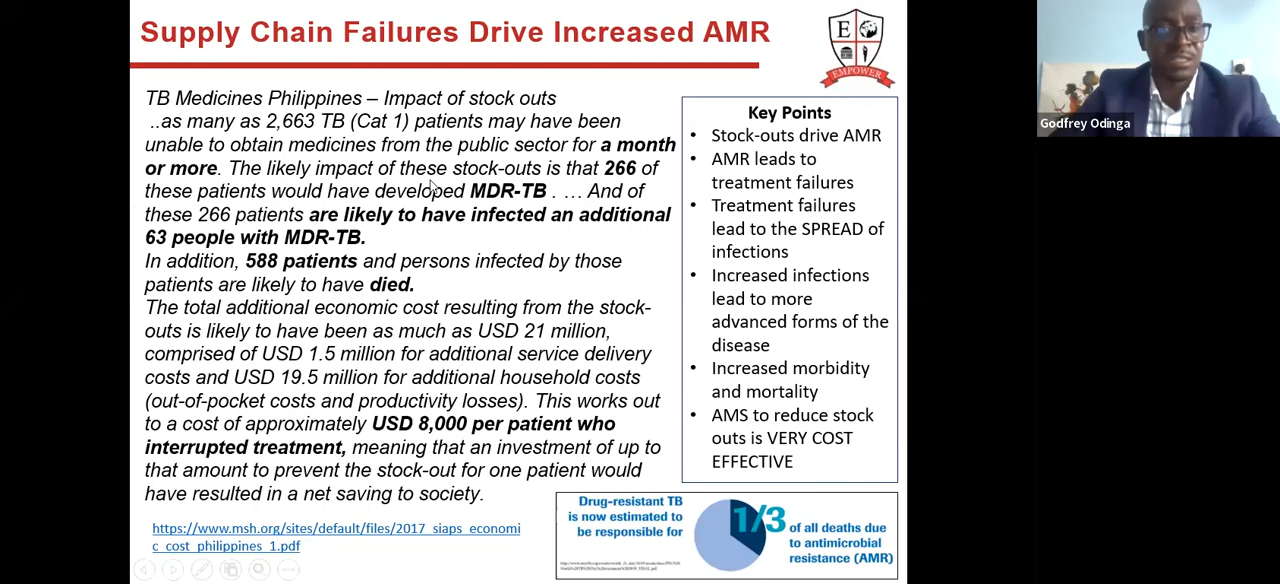 Supply Chain Failures Drive Increased AMR
E
EMPOWER
TB Medicines Philippines – Impact of stock outs
..as many as 2,663 TB (Cat 1) patients may have been
unable to obtain medicines from the public sector for a month
or more. The likely impact of these stock-outs is that 266 of
these patients would have developed MDR-TB . … And of
these 266 patients are likely to have infected an additional
63 people with MDR-TB.
In addition, 588 patients and persons infected by those
patients are likely to have died.
The total additional economic cost resulting from the stock-
outs is likely to have been as much as USD 21 million,
comprised of USD 1.5 million for additional service delivery
costs and USD 19.5 million for additional household costs
(out-of-pocket costs and productivity losses). This works out
to a cost of approximately USD 8,000 per patient who
interrupted treatment, meaning that an investment of up to
that amount to prevent the stock-out for one patient would
have resulted in a net saving to society.
https://www.msh.org/sites/default/files/2017_siaps_economi
c_cost_philippines_1.pdf
Key Points
• Stock-outs drive AMR
• AMR leads to
treatment failures
• Treatment failures
lead to the SPREAD of
infections
• Increased infections
lead to more
advanced forms of the
disease
• Increased morbidity
and mortality
• AMS to reduce stock
outs is VERY COST
EFFECTIVE
Drug-resistant TB
is now estimated to
be responsible for
1/3
of all deaths due
to antimicrobial
resistance (AMR)
Godfrey Odinga